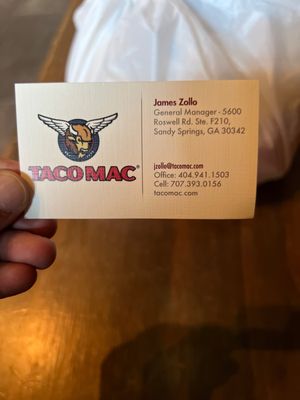 TACO MAC®
James Zollo
General Manager - 5600
Roswell Rd. Ste. F210,
Sandy Springs, GA 30342
jzollo@tacomac.com
Office: 404.941.1503
Cell: 707.393.0156
tacomac.com